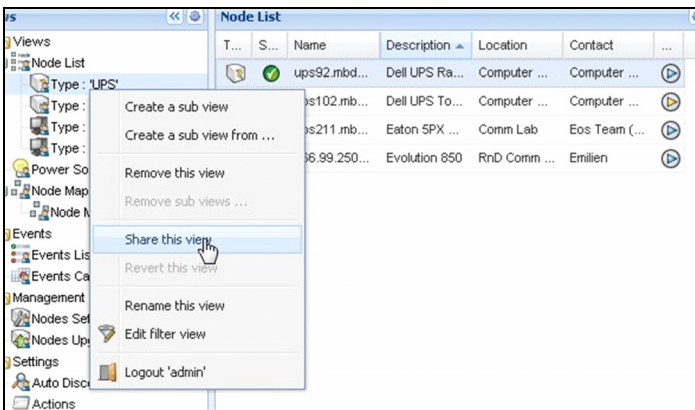 ws
Node List
Views
Node List
Type : 'UPS'
Type :
Type :
Type :
Power So
Node Map
Node M
Events
Events Lis
Events Ca
Management
Nodes Set
Nodes Upg
Settings
Auto Disc
Actions
Create a sub view
Create a sub view from ...
Remove this view
Remove sub views ...
Share this view
Revert this view
Rename this view
Edit filter view
Logout 'admin'
T... S... Name Description Location Contact ...
ups92.mbd... Dell UPS Ra... Computer ... Computer ...
s102.mb... Dell UPS To... Computer ... Computer ...
s211.mb... Eaton 5PX ... Comm Lab Eos Team (...
6.99.250... Evolution 850 RnD Comm ... Emilien